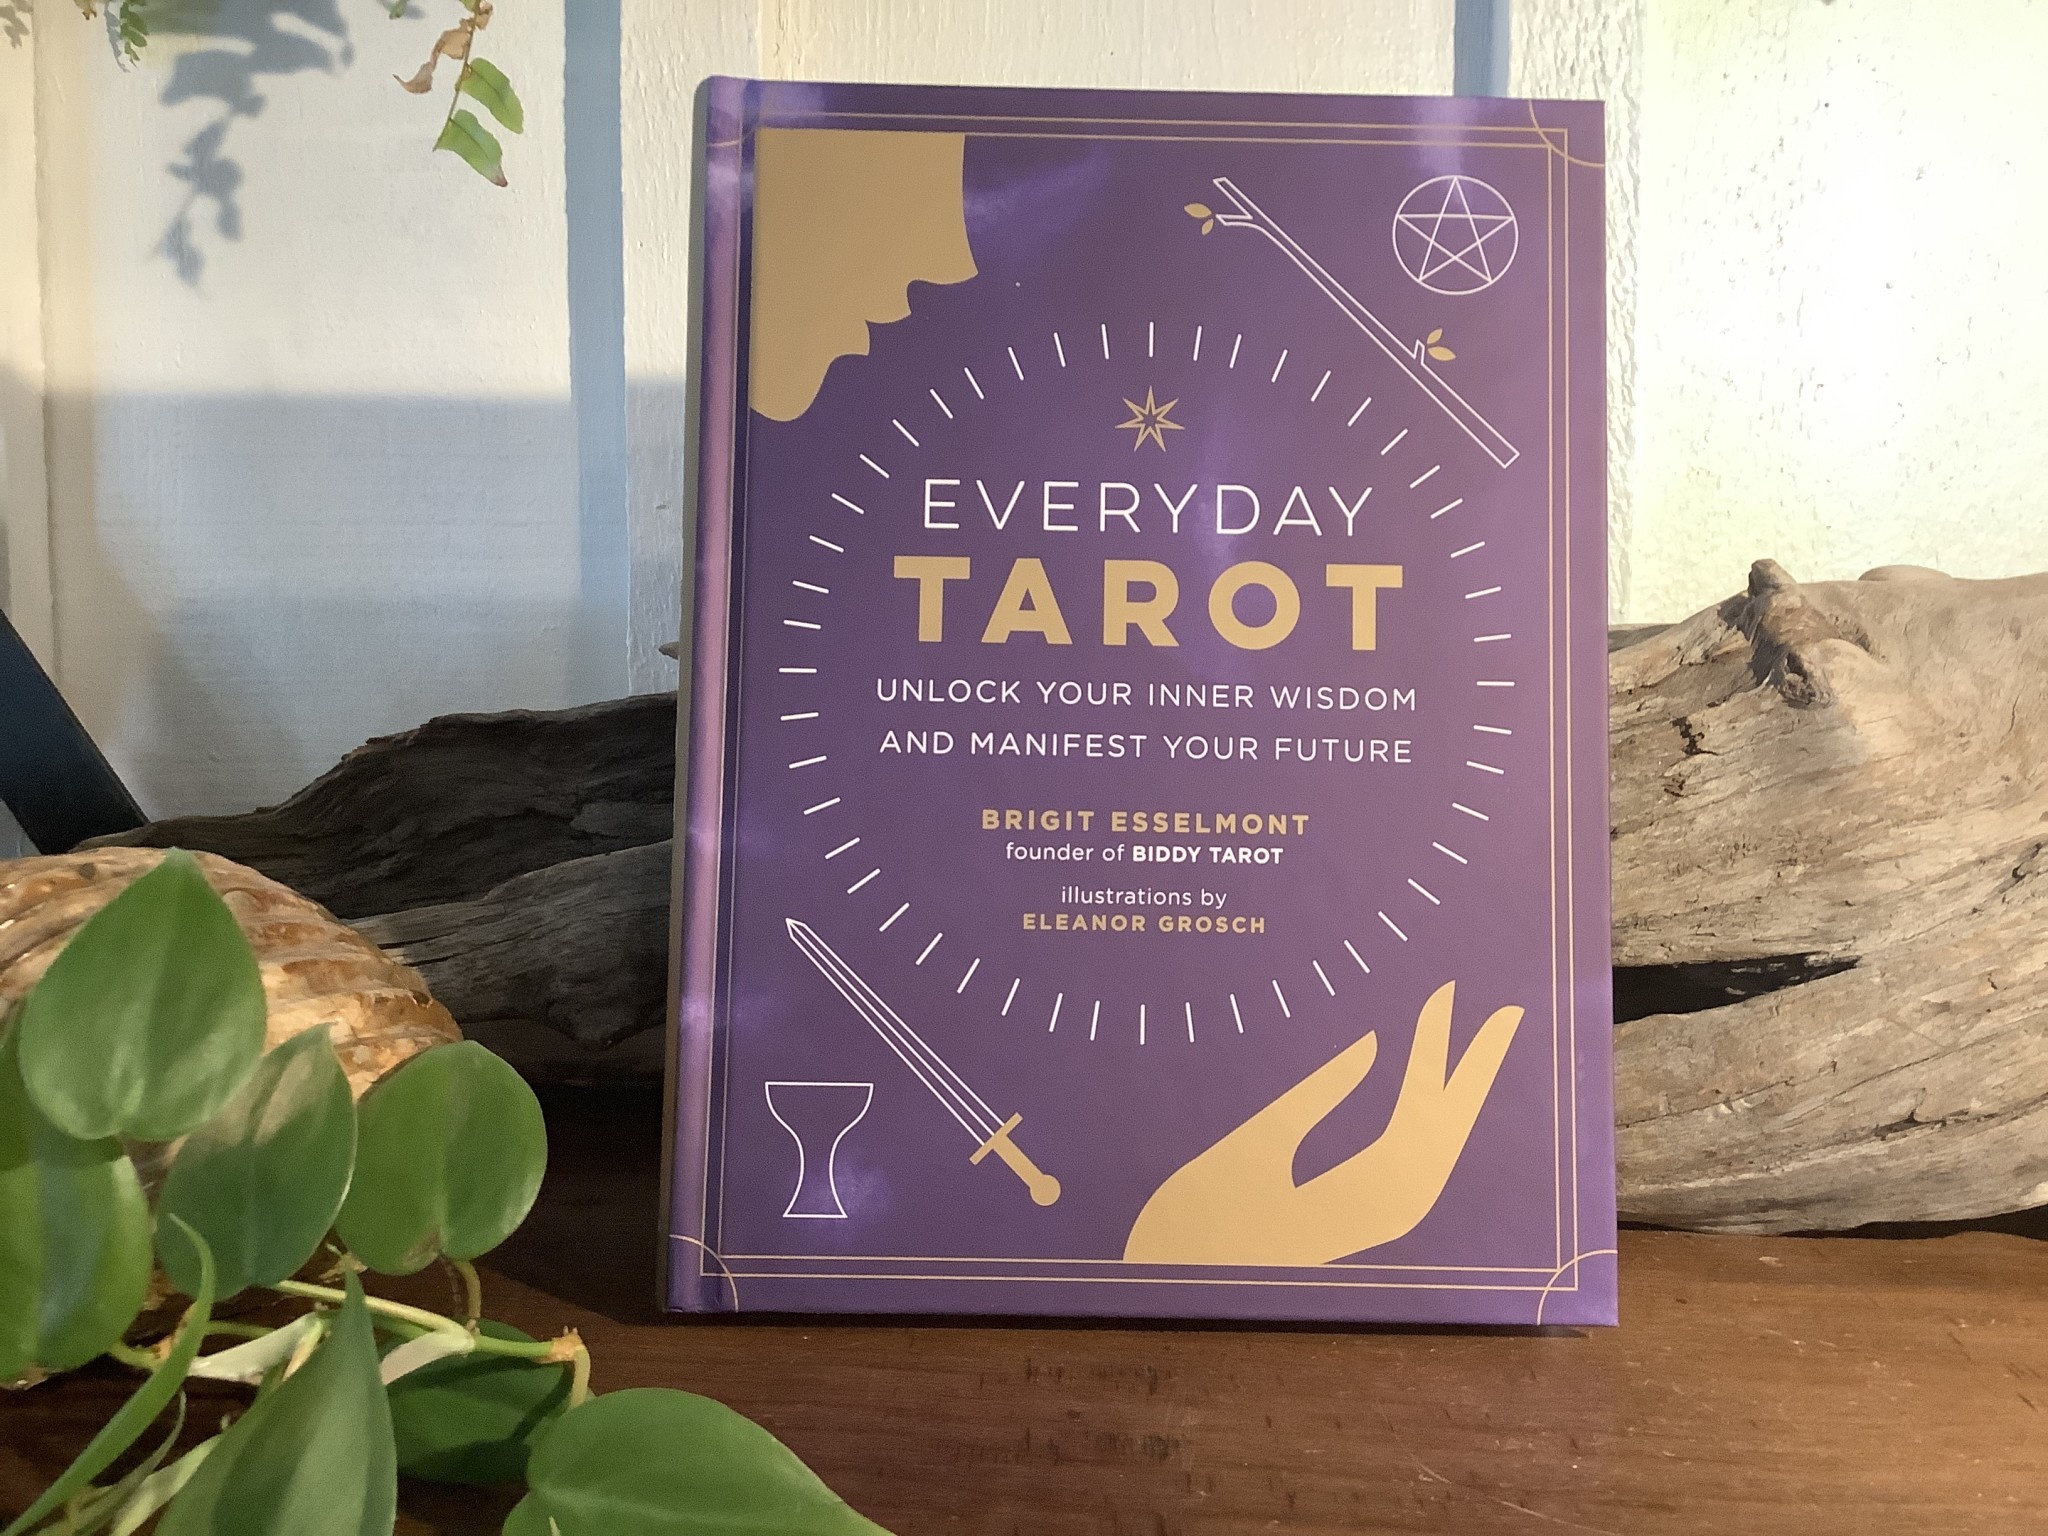 EVERYDAY
TAROT
UNLOCK YOUR INNER WISDOM
AND MANIFEST YOUR FUTURE
BRIGIT ESSELMONT
founder of BIDDY TAROT
illustrations by
ELEANOR GROSCH